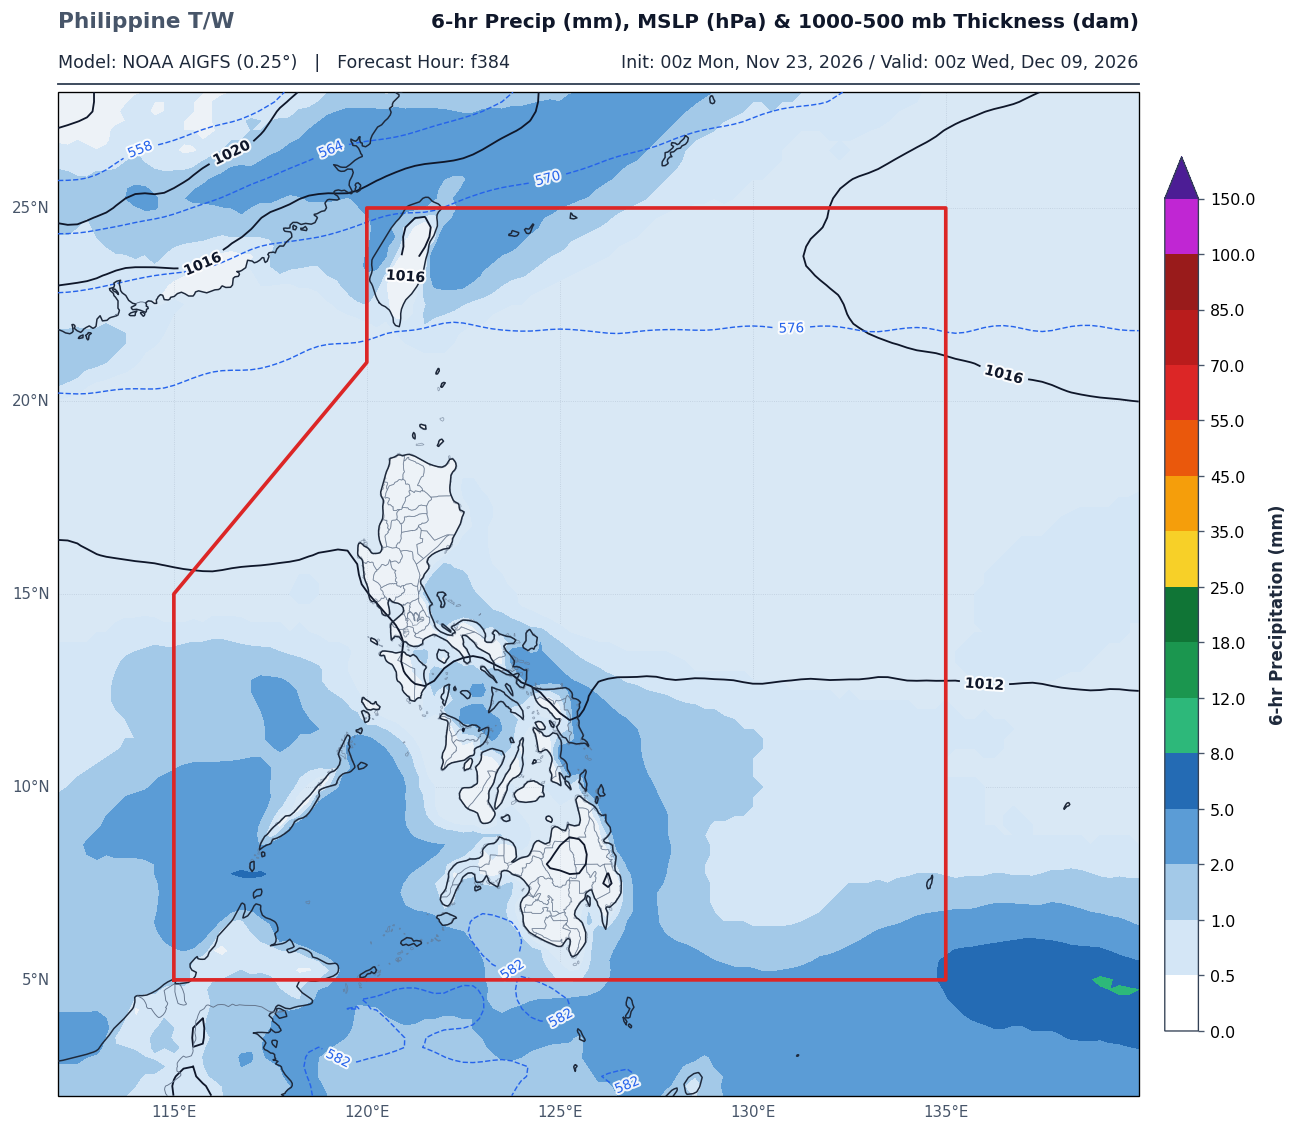 Philippine T/W
6-hr Precip (mm), MSLP (hPa) & 1000-500 mb Thickness (dam)
Model: NOAA AIGFS (0.25°) | Forecast Hour: f384
Init: 00z Mon, Nov 23, 2026 / Valid: 00z Wed, Dec 09, 2026
558
1020
564
570
1016
1016
576
1016
1012
582
582
582
582
25°N
20°N
15°N
10°N
5°N
115°E
120°E
125°E
130°E
135°E
150.0
100.0
85.0
70.0
55.0
45.0
35.0
25.0
18.0
12.0
8.0
5.0
2.0
1.0
0.5
0.0
6-hr Precipitation (mm)